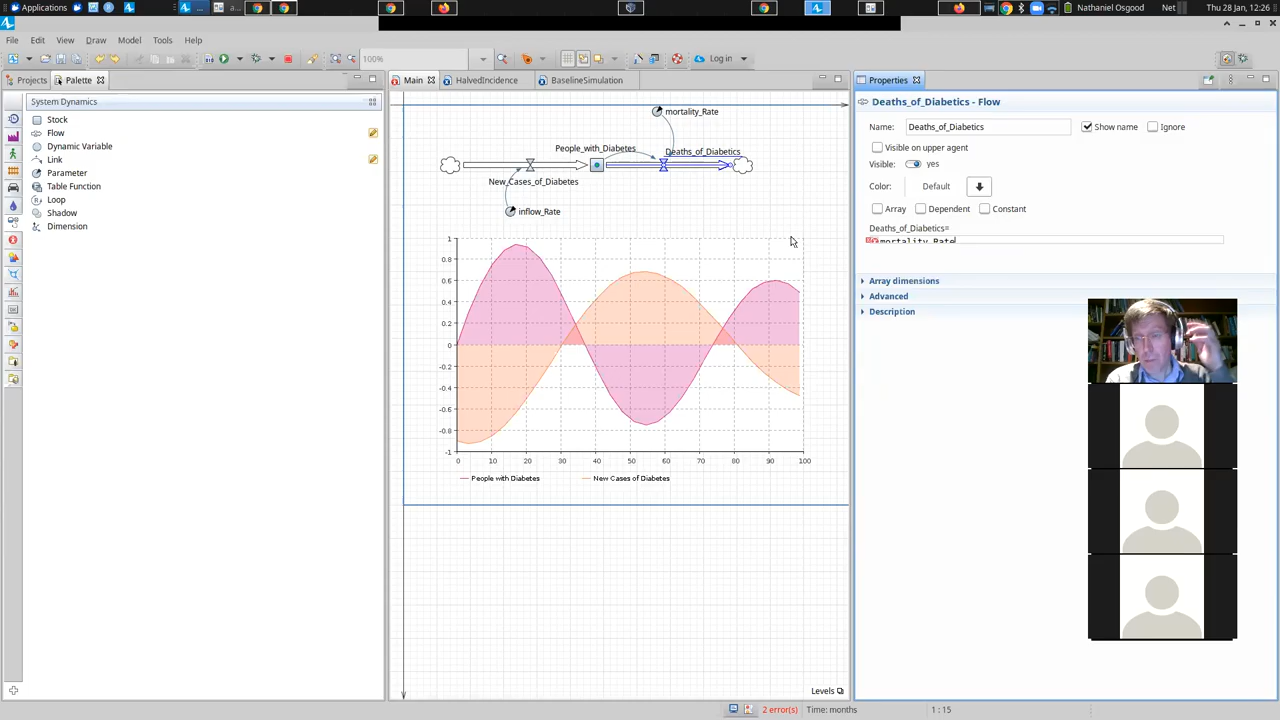 Applications
Nathaniel Osgood
Net
Thu 28 Jan, 12:26
File Edit View Draw Model Tools Help
100%
Log in
Projects
Palette
System Dynamics
Stock
Flow
Dynamic Variable
Link
Parameter
Table Function
Loop
Shadow
Dimension
Main
HalvedIncidence
BaselineSimulation
mortality_Rate
People_with_Diabetes
Deaths_of_Diabetics
New_Cases_of_Diabetes
inflow_Rate
1
0.8
0.6
0.4
0.2
0
-0.2
-0.4
-0.6
-0.8
-1
0 10 20 30 40 50 60 70 80 90 100
People with Diabetes
New Cases of Diabetes
Levels
Properties
Deaths_of_Diabetics - Flow
Name: Deaths_of_Diabetics
Show name
Ignore
Visible on upper agent
Visible: yes
Color: Default
Array Dependent Constant
Deaths_of_Diabetics=
mortality_Rate
Array dimensions
Advanced
Description
2 error(s)
Time: months
1 : 15